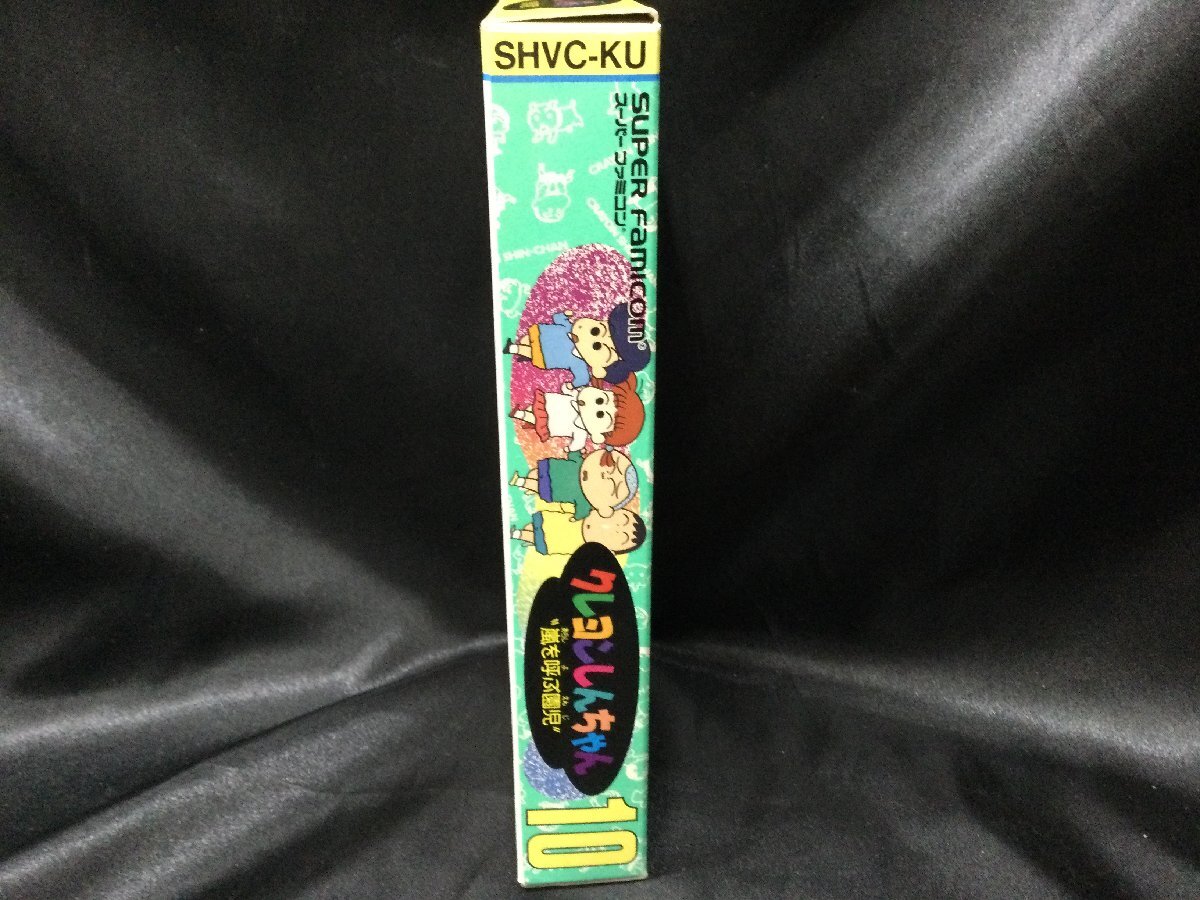 SHVC-KU
SUPER FAMICOM
スーパーファミコン
SHIN-CHAN
クレヨンしんちゃん
"嵐を呼ぶ園児"
10